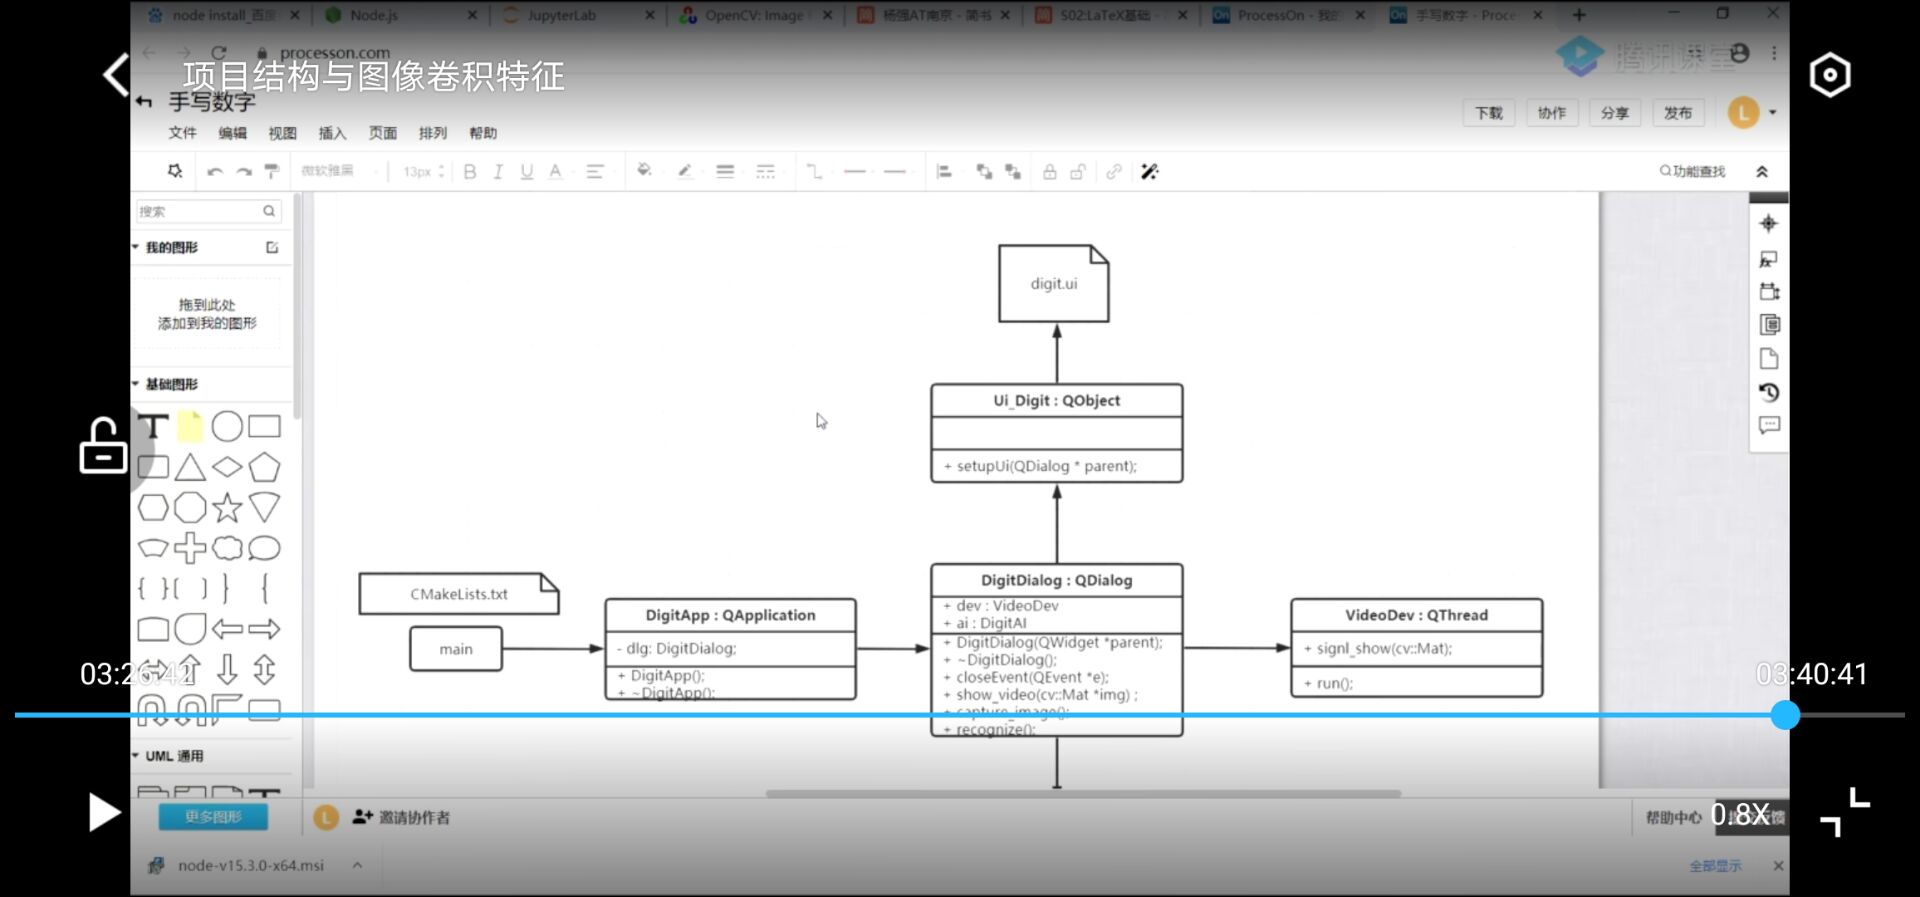 node install_百度
Node.js
JupyterLab
OpenCV: Image
杨强AT南京 - 简书
S02:LaTeX基础 -
ProcessOn - 我的
手写数字 - Proce
processon.com
腾讯课堂
项目结构与图像卷积特征
手写数字
文件 编辑 视图 插入 页面 排列 帮助
下载 协作 分享 发布
L
微软雅黑
13px
B I U A
功能查找
搜索
我的图形
拖到此处
添加到我的图形
基础图形
T
UML 通用
更多图形
digit.ui
Ui_Digit : QObject
+ setupUi(QDialog * parent);
CMakeLists.txt
main
DigitApp : QApplication
- dlg: DigitDialog;
+ DigitApp();
+ ~DigitApp();
DigitDialog : QDialog
+ dev : VideoDev
+ ai : DigitAI
+ DigitDialog(QWidget *parent);
+ ~DigitDialog();
+ closeEvent(QEvent *e);
+ show_video(cv::Mat *img) ;
+ capture_image();
+ recognize();
VideoDev : QThread
+ signl_show(cv::Mat);
+ run();
03:26:42
03:40:41
L
邀请协作者
帮助中心
0.8X
node-v15.3.0-x64.msi
全部显示